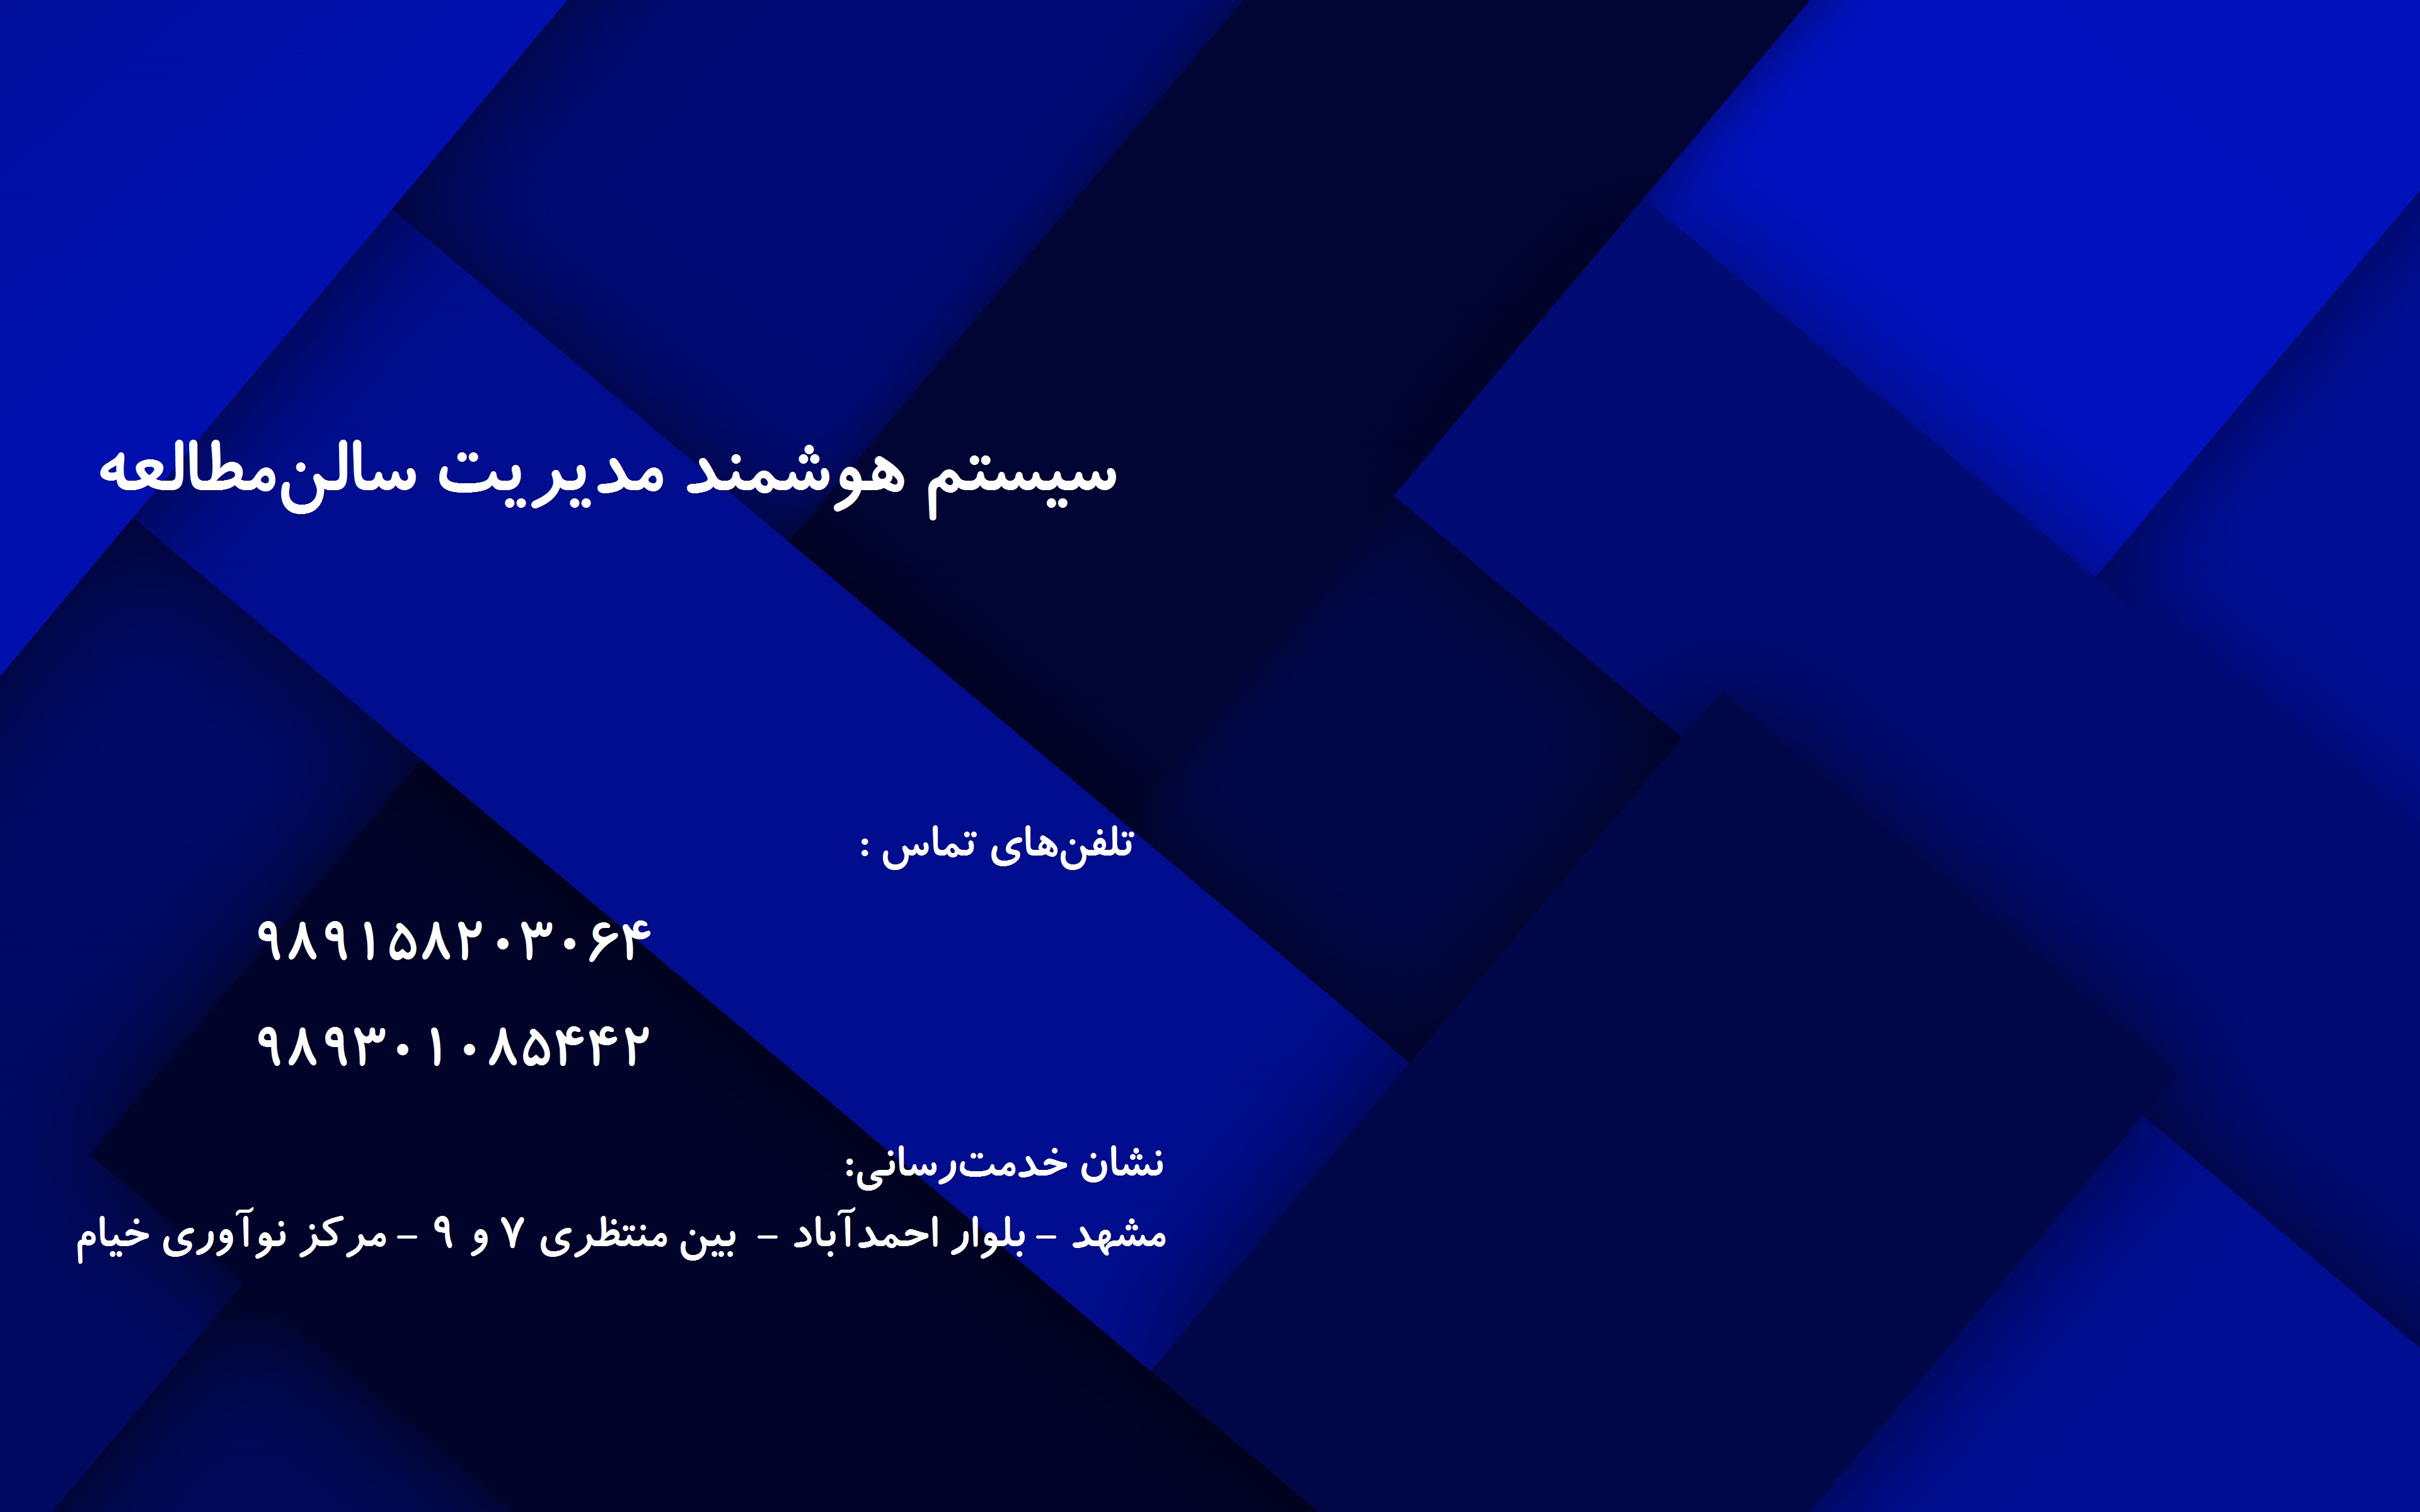 سیستم هوشمند مدیریت سالن‌مطالعه
تلفن‌های تماس :
۹۸۹۱۵۸۲۰۳۰۶۴
۹۸۹۳۰۱۰۸۵۴۴۲
نشان خدمت‌رسانی:
مشهد – بلوار احمدآباد – بین منتظری ۷ و ۹ – مرکز نوآوری خیام